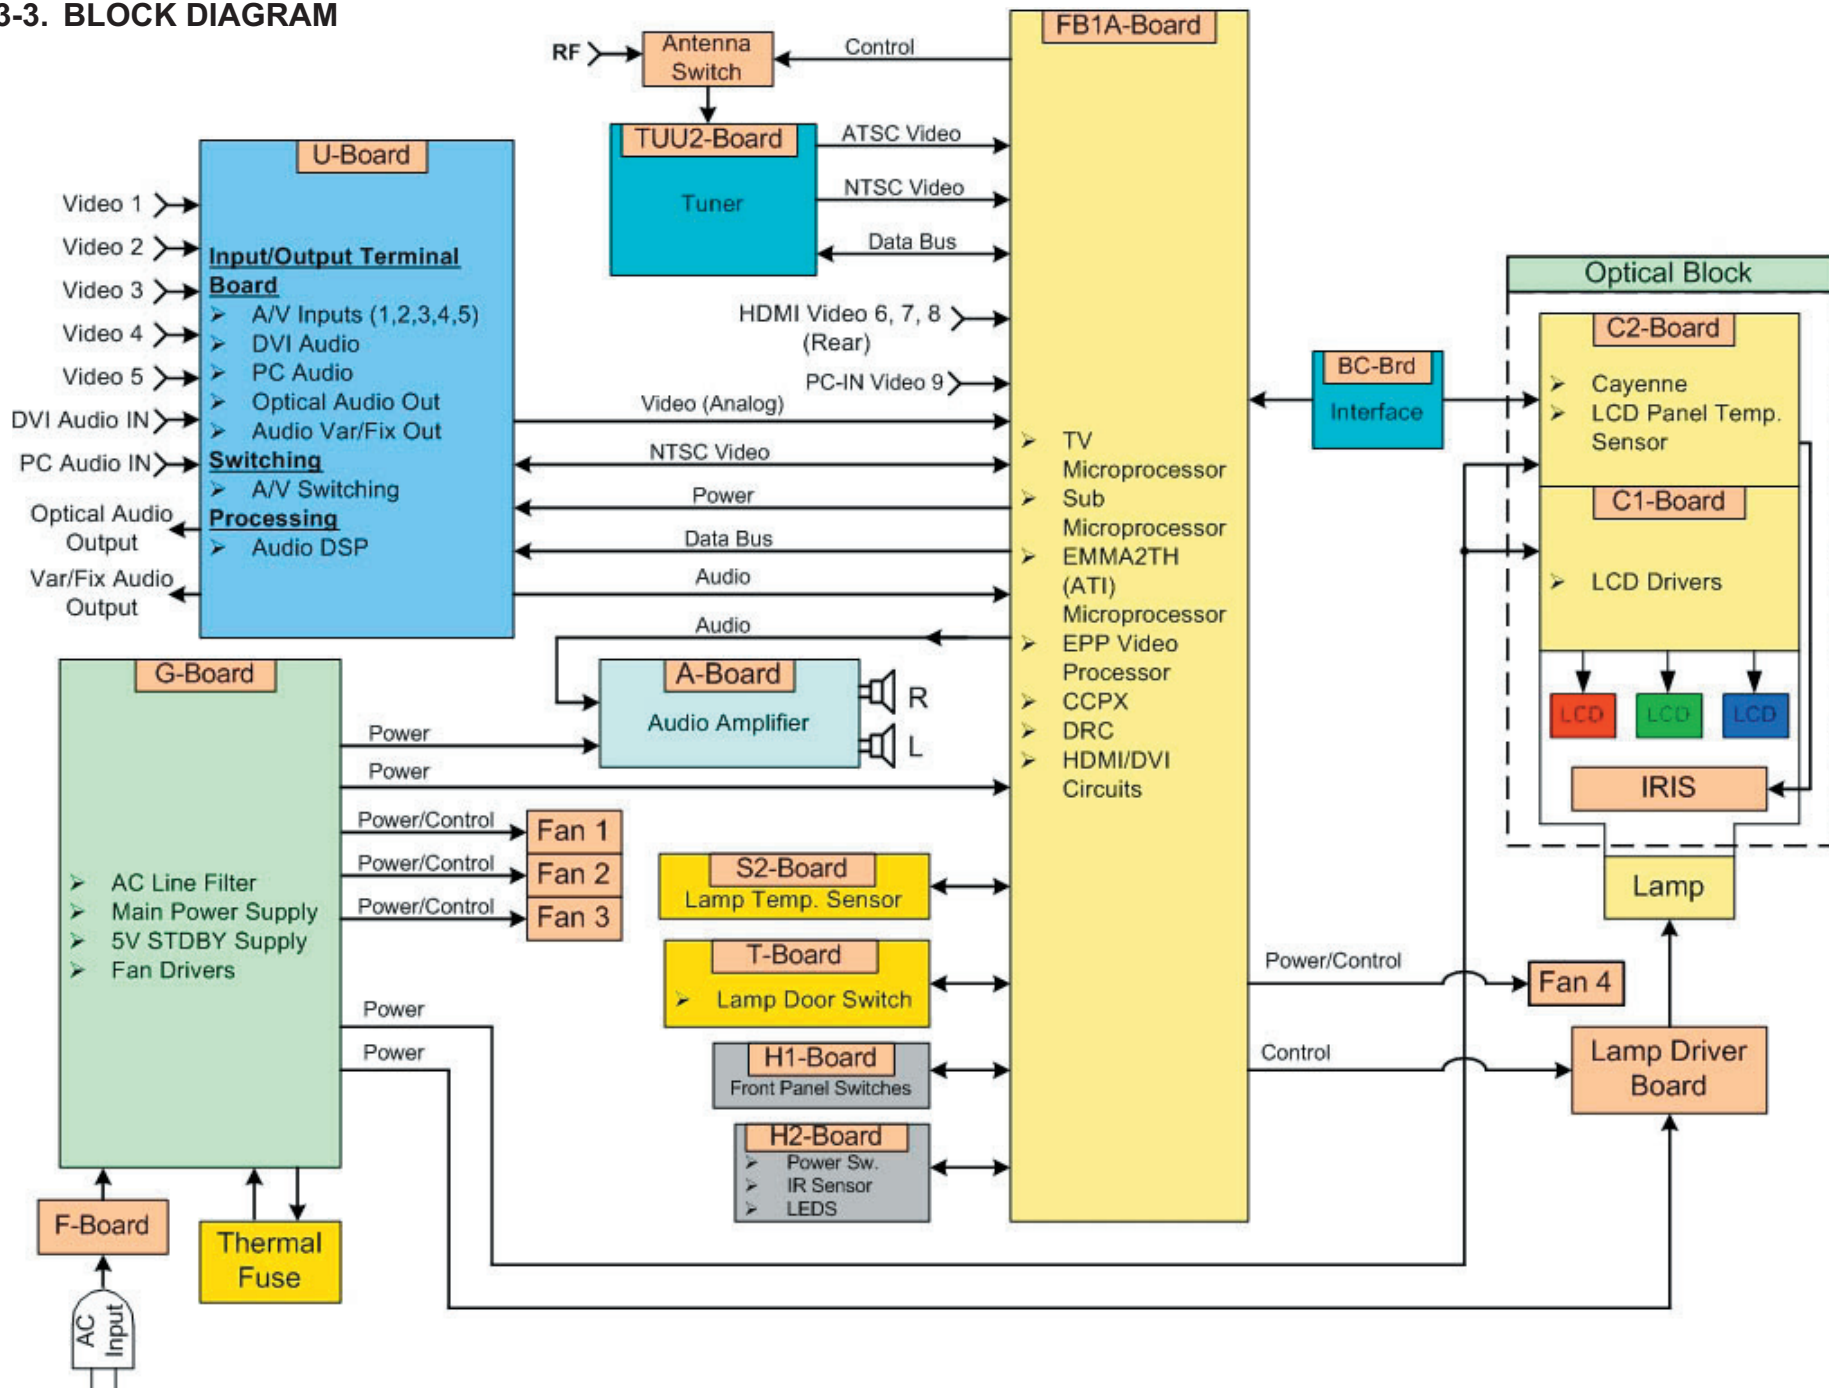 3-3. BLOCK DIAGRAM
FB1A-Board
RF
Antenna
Switch
Control
TUU2-Board
Tuner
ATSC Video
NTSC Video
Data Bus
U-Board
Video 1
Video 2
Video 3
Video 4
Video 5
DVI Audio IN
PC Audio IN
Optical Audio
Output
Var/Fix Audio
Output
Input/Output Terminal
Board
➢ A/V Inputs (1,2,3,4,5)
➢ DVI Audio
➢ PC Audio
➢ Optical Audio Out
➢ Audio Var/Fix Out
Switching
➢ A/V Switching
Processing
➢ Audio DSP
HDMI Video 6, 7, 8
(Rear)
PC-IN Video 9
Video (Analog)
NTSC Video
Power
Data Bus
Audio
Audio
➢ TV
Microprocessor
➢ Sub
Microprocessor
➢ EMMA2TH
(ATI)
Microprocessor
➢ EPP Video
Processor
➢ CCPX
➢ DRC
➢ HDMI/DVI
Circuits
BC-Brd
Interface
Optical Block
C2-Board
➢ Cayenne
➢ LCD Panel Temp.
Sensor
C1-Board
➢ LCD Drivers
LCD
LCD
LCD
IRIS
Lamp
G-Board
➢ AC Line Filter
➢ Main Power Supply
➢ 5V STDBY Supply
➢ Fan Drivers
A-Board
Audio Amplifier
R
L
Power
Power
Power/Control
Fan 1
Power/Control
Fan 2
Power/Control
Fan 3
Power
Power
S2-Board
Lamp Temp. Sensor
T-Board
➢ Lamp Door Switch
H1-Board
Front Panel Switches
H2-Board
➢ Power Sw.
➢ IR Sensor
➢ LEDS
Power/Control
Fan 4
Control
Lamp Driver
Board
F-Board
Thermal
Fuse
AC
Input